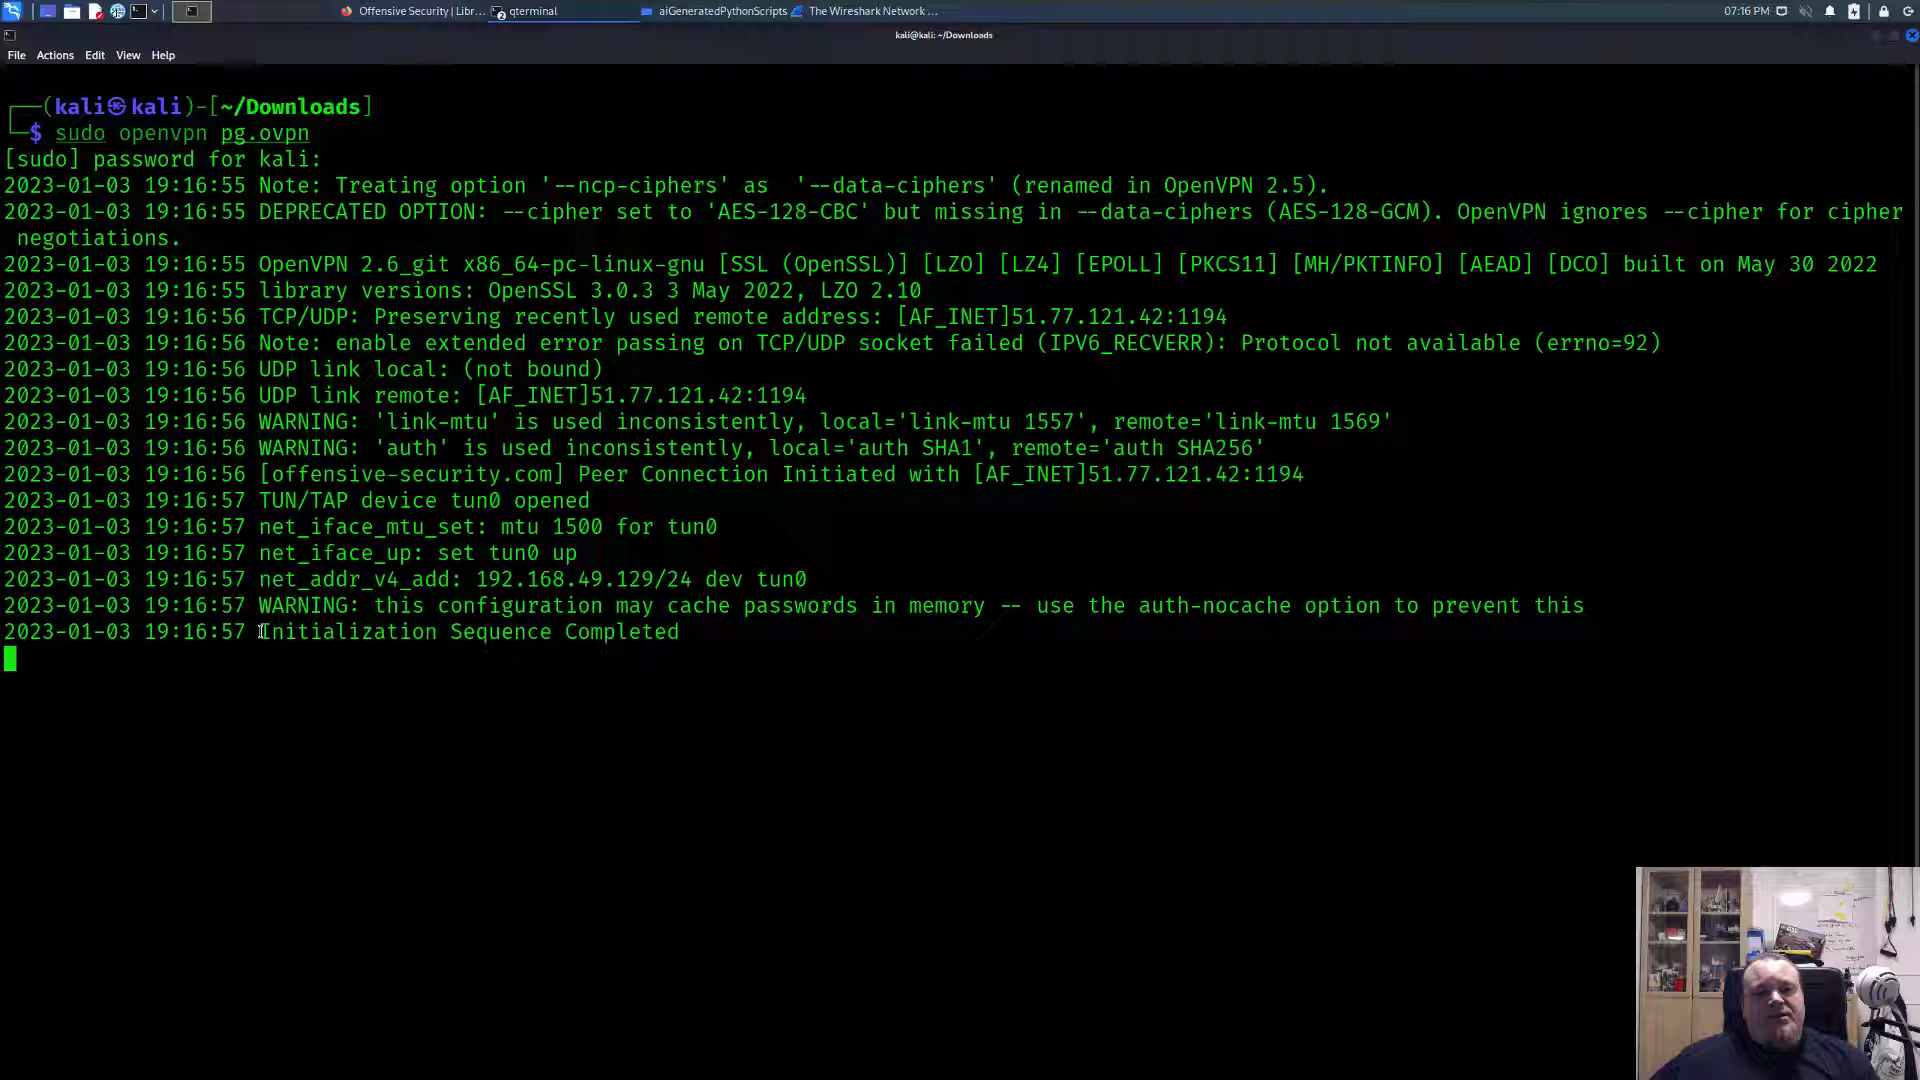 Offensive Security | Libr...
qterminal
aiGeneratedPythonScripts
The Wireshark Network ...
07:16 PM
kali@kali: ~/Downloads
File Actions Edit View Help
(kali㉿kali)-[~/Downloads]
$ sudo openvpn pg.ovpn
[sudo] password for kali:
2023-01-03 19:16:55 Note: Treating option '--ncp-ciphers' as  '--data-ciphers' (renamed in OpenVPN 2.5).
2023-01-03 19:16:55 DEPRECATED OPTION: --cipher set to 'AES-128-CBC' but missing in --data-ciphers (AES-128-GCM). OpenVPN ignores --cipher for cipher
negotiations.
2023-01-03 19:16:55 OpenVPN 2.6_git x86_64-pc-linux-gnu [SSL (OpenSSL)] [LZO] [LZ4] [EPOLL] [PKCS11] [MH/PKTINFO] [AEAD] [DCO] built on May 30 2022
2023-01-03 19:16:55 library versions: OpenSSL 3.0.3 3 May 2022, LZO 2.10
2023-01-03 19:16:56 TCP/UDP: Preserving recently used remote address: [AF_INET]51.77.121.42:1194
2023-01-03 19:16:56 Note: enable extended error passing on TCP/UDP socket failed (IPV6_RECVERR): Protocol not available (errno=92)
2023-01-03 19:16:56 UDP link local: (not bound)
2023-01-03 19:16:56 UDP link remote: [AF_INET]51.77.121.42:1194
2023-01-03 19:16:56 WARNING: 'link-mtu' is used inconsistently, local='link-mtu 1557', remote='link-mtu 1569'
2023-01-03 19:16:56 WARNING: 'auth' is used inconsistently, local='auth SHA1', remote='auth SHA256'
2023-01-03 19:16:56 [offensive-security.com] Peer Connection Initiated with [AF_INET]51.77.121.42:1194
2023-01-03 19:16:57 TUN/TAP device tun0 opened
2023-01-03 19:16:57 net_iface_mtu_set: mtu 1500 for tun0
2023-01-03 19:16:57 net_iface_up: set tun0 up
2023-01-03 19:16:57 net_addr_v4_add: 192.168.49.129/24 dev tun0
2023-01-03 19:16:57 WARNING: this configuration may cache passwords in memory -- use the auth-nocache option to prevent this
2023-01-03 19:16:57 Initialization Sequence Completed